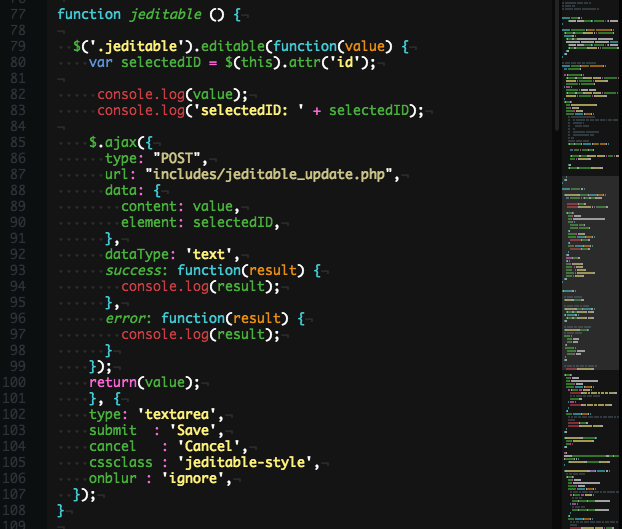 76
77 function jeditable () {
78
79 $('.jeditable').editable(function(value) {
80 var selectedID = $(this).attr('id');
81
82 console.log(value);
83 console.log('selectedID: ' + selectedID);
84
85 $.ajax({
86 type: "POST",
87 url: "includes/jeditable_update.php",
88 data: {
89 content: value,
90 element: selectedID,
91 },
92 dataType: 'text',
93 success: function(result) {
94 console.log(result);
95 },
96 error: function(result) {
97 console.log(result);
98 }
99 });
100 return(value);
101 }, {
102 type: 'textarea',
103 submit : 'Save',
104 cancel : 'Cancel',
105 cssclass : 'jeditable-style',
106 onblur : 'ignore',
107 });
108 }
109